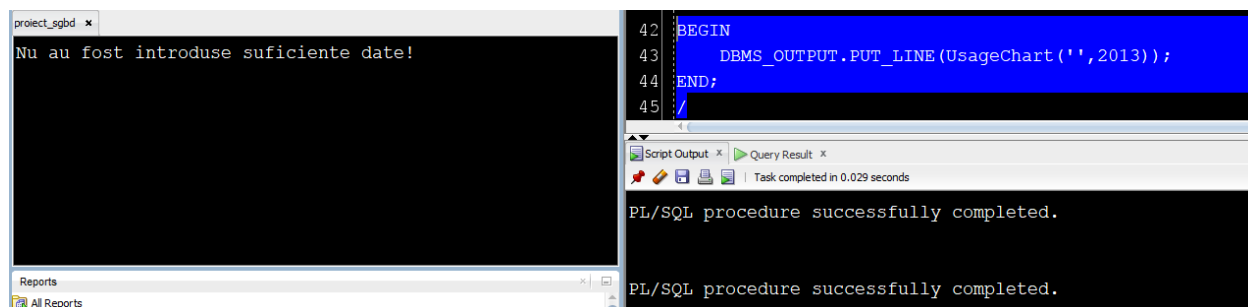 proiect_sgbd x
Nu au fost introduse suficiente date!
Reports
All Reports
42 BEGIN
43 DBMS_OUTPUT.PUT_LINE(UsageChart('',2013));
44 END;
45 /
Script Output x Query Result x
Task completed in 0.029 seconds
PL/SQL procedure successfully completed.
PL/SQL procedure successfully completed.